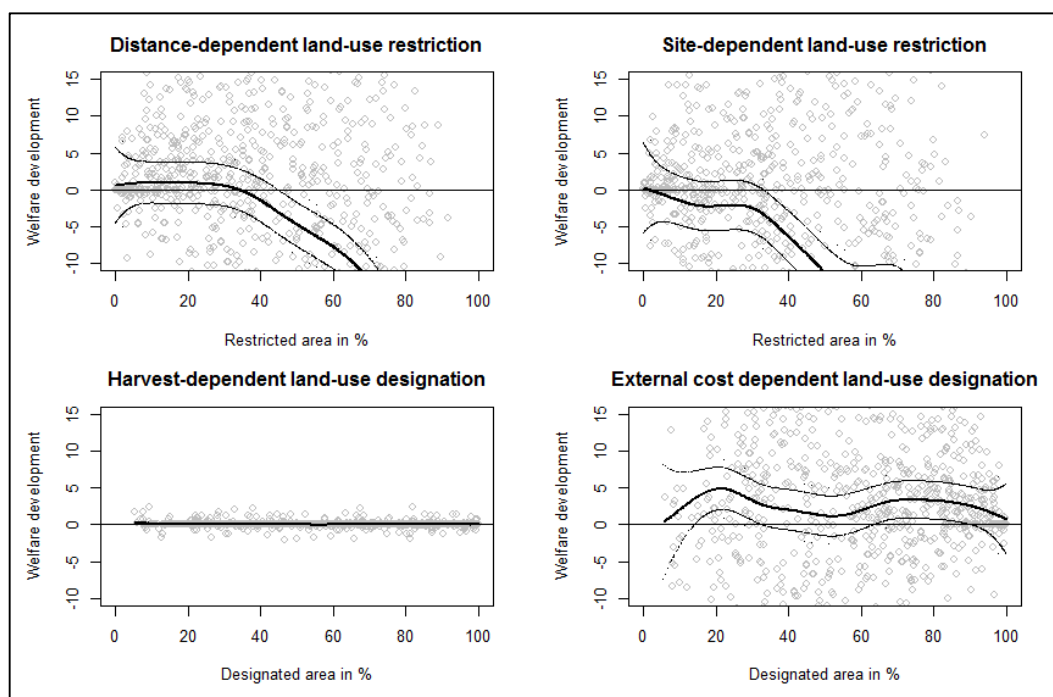 Distance-dependent land-use restriction
Welfare development
15
10
5
0
-5
-10
0 20 40 60 80 100
Restricted area in %
Site-dependent land-use restriction
Welfare development
15
10
5
0
-5
-10
0 20 40 60 80 100
Restricted area in %
Harvest-dependent land-use designation
Welfare development
15
10
5
0
-5
-10
0 20 40 60 80 100
Designated area in %
External cost dependent land-use designation
Welfare development
15
10
5
0
-5
-10
0 20 40 60 80 100
Designated area in %